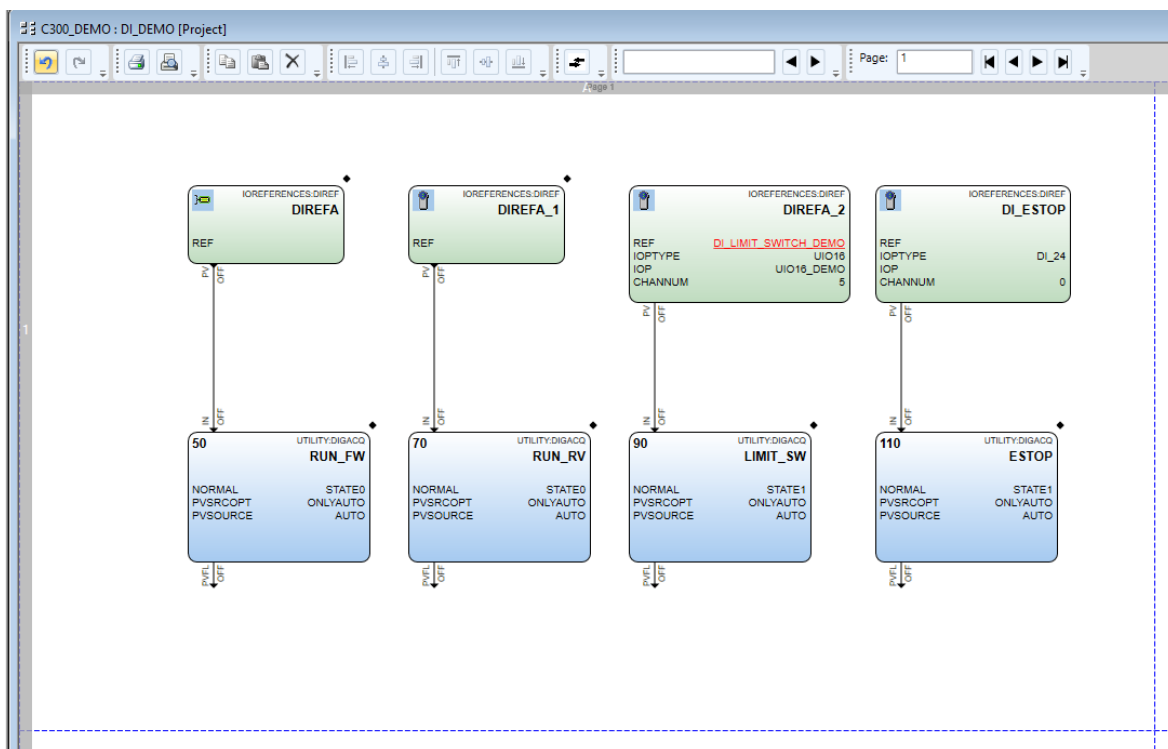 C300_DEMO : DI_DEMO [Project]
Page: 1
Page 1
1
IOREFERENCES:DIREF
DIREFA
REF
PV OFF
IN OFF
50 UTILITY:DIGACQ
RUN_FW
NORMAL STATE0
PVSRCOPT ONLYAUTO
PVSOURCE AUTO
PVFL OFF
IOREFERENCES:DIREF
DIREFA_1
REF
PV OFF
IN OFF
70 UTILITY:DIGACQ
RUN_RV
NORMAL STATE0
PVSRCOPT ONLYAUTO
PVSOURCE AUTO
PVFL OFF
IOREFERENCES:DIREF
DIREFA_2
REF DI_LIMIT_SWITCH_DEMO
IOPTYPE UIO16
IOP UIO16_DEMO
CHANNUM 5
PV OFF
IN OFF
90 UTILITY:DIGACQ
LIMIT_SW
NORMAL STATE1
PVSRCOPT ONLYAUTO
PVSOURCE AUTO
PVFL OFF
IOREFERENCES:DIREF
DI_ESTOP
REF
IOPTYPE DI_24
IOP
CHANNUM 0
PV OFF
IN OFF
110 UTILITY:DIGACQ
ESTOP
NORMAL STATE1
PVSRCOPT ONLYAUTO
PVSOURCE AUTO
PVFL OFF